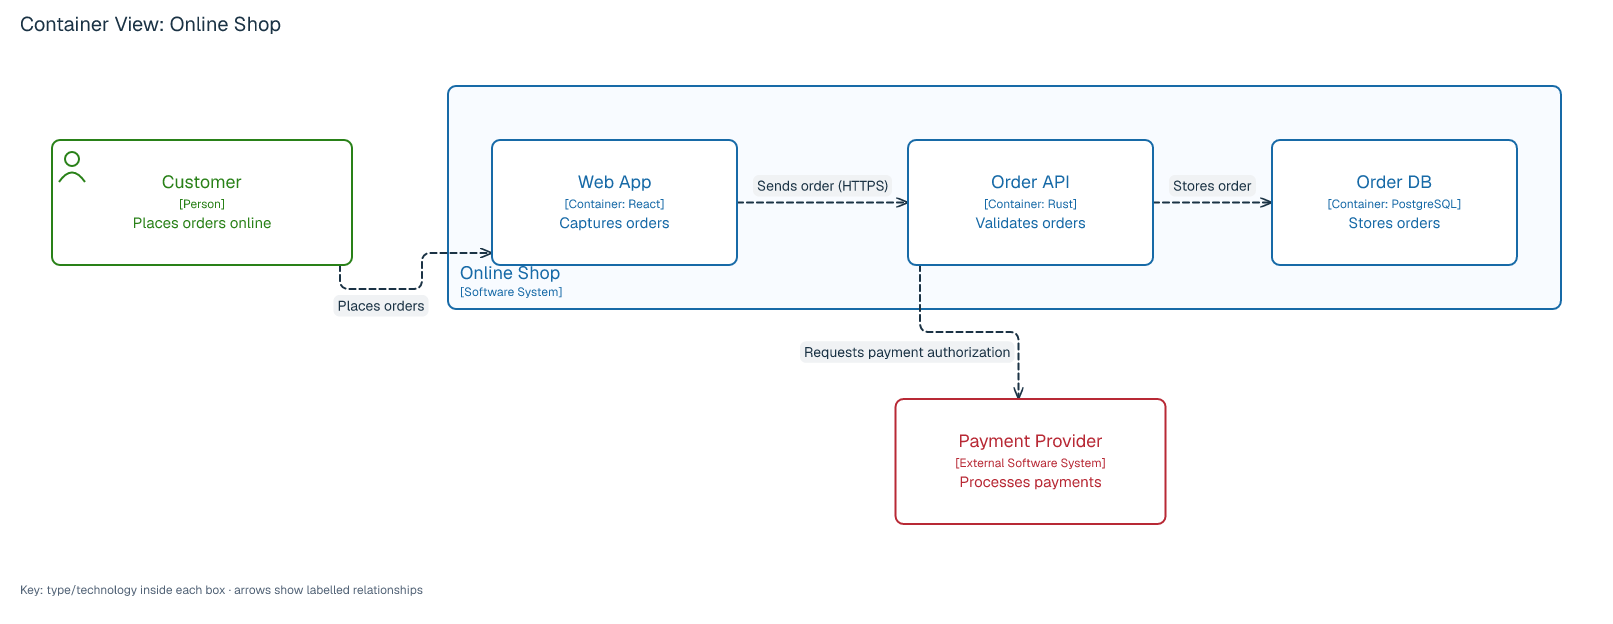 Container View: Online Shop
Customer
[Person]
Places orders online
Places orders
Web App
[Container: React]
Captures orders
Sends order (HTTPS)
Order API
[Container: Rust]
Validates orders
Stores order
Order DB
[Container: PostgreSQL]
Stores orders
Online Shop
[Software System]
Requests payment authorization
Payment Provider
[External Software System]
Processes payments
Key: type/technology inside each box · arrows show labelled relationships